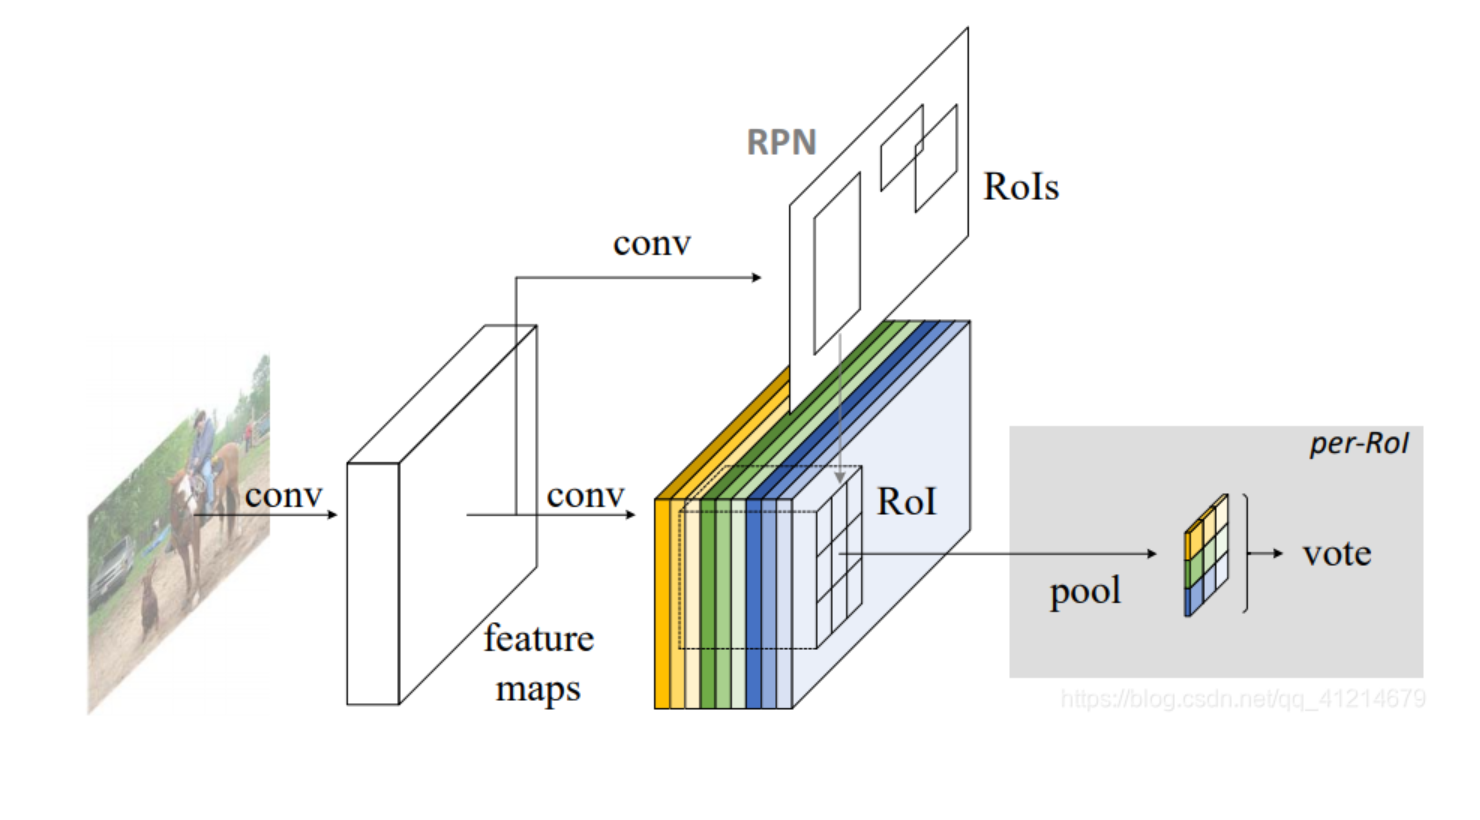 RPN
RoIs
conv
conv
conv
RoI
feature
maps
per-RoI
pool
vote
https://blog.csdn.net/qq_41214679